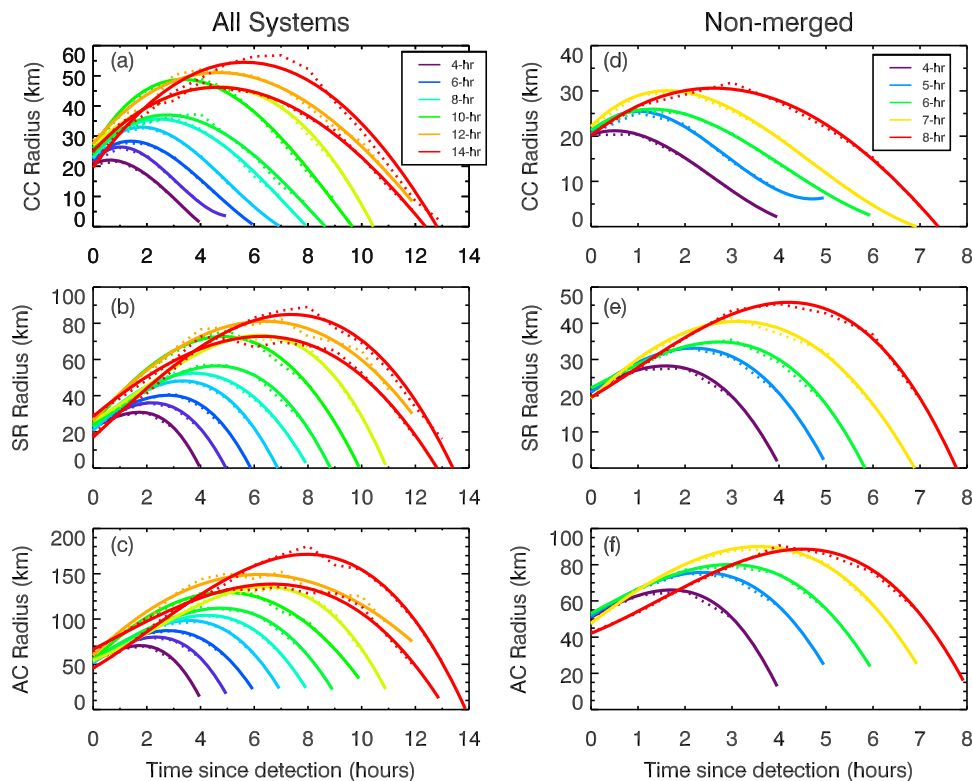 All Systems
Non-merged
(a)
CC Radius (km)
60
50
40
30
20
10
0
0 2 4 6 8 10 12 14
4-hr
6-hr
8-hr
10-hr
12-hr
14-hr
(d)
CC Radius (km)
40
30
20
10
0
0 1 2 3 4 5 6 7 8
4-hr
5-hr
6-hr
7-hr
8-hr
(b)
SR Radius (km)
100
80
60
40
20
0
0 2 4 6 8 10 12 14
(e)
SR Radius (km)
50
40
30
20
10
0
0 1 2 3 4 5 6 7 8
(c)
AC Radius (km)
200
150
100
50
0
0 2 4 6 8 10 12 14
Time since detection (hours)
(f)
AC Radius (km)
100
80
60
40
20
0
0 1 2 3 4 5 6 7 8
Time since detection (hours)